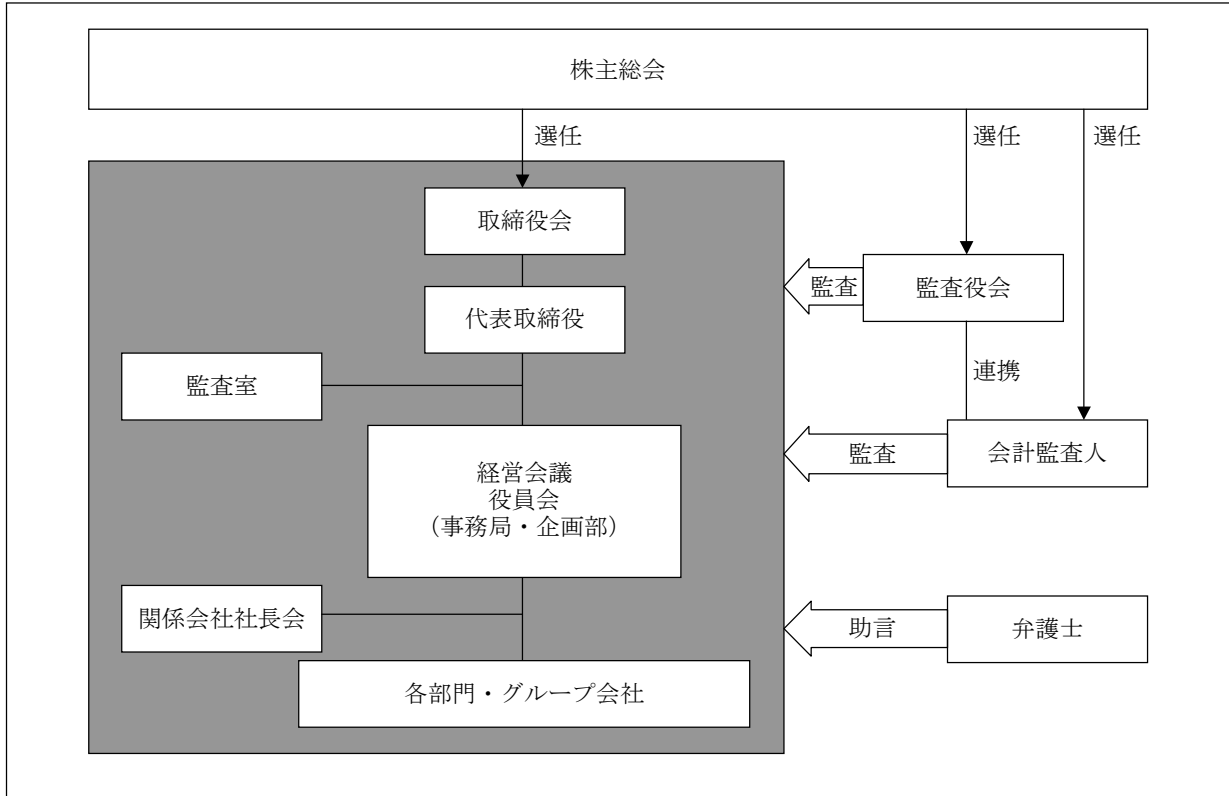 株主総会
選任
選任
選任
取締役会
監査
監査役会
代表取締役
監査室
連携
経営会議
役員会
（事務局・企画部）
監査
会計監査人
関係会社社長会
助言
弁護士
各部門・グループ会社